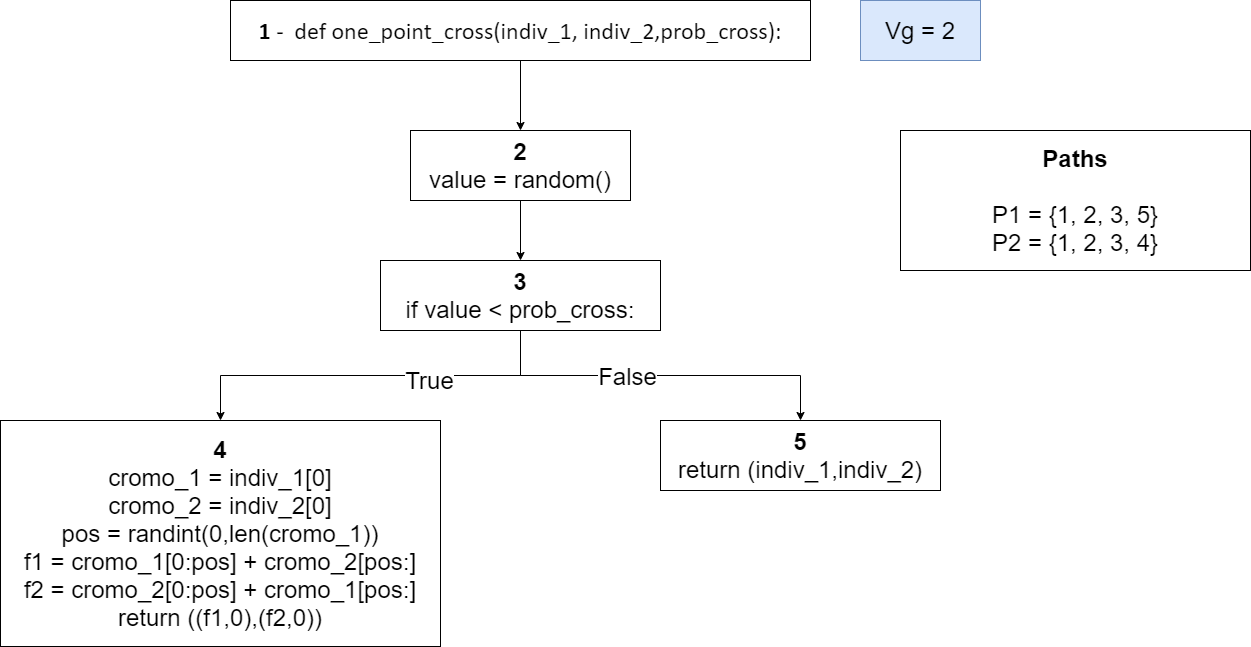 1 - def one_point_cross(indiv_1, indiv_2,prob_cross):
Vg = 2
2
value = random()
Paths
P1 = {1, 2, 3, 5}
P2 = {1, 2, 3, 4}
3
if value < prob_cross:
True
False
4
cromo_1 = indiv_1[0]
cromo_2 = indiv_2[0]
pos = randint(0,len(cromo_1))
f1 = cromo_1[0:pos] + cromo_2[pos:]
f2 = cromo_2[0:pos] + cromo_1[pos:]
return ((f1,0),(f2,0))
5
return (indiv_1,indiv_2)